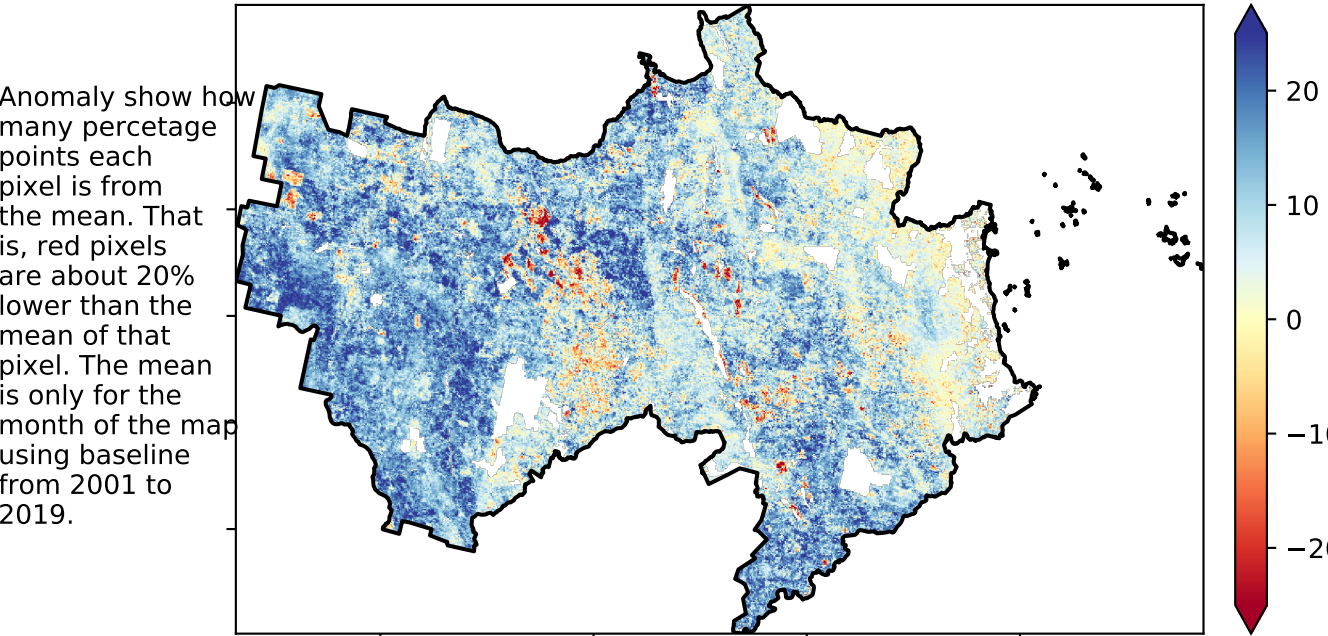 Anomaly show how
many percetage
points each
pixel is from
the mean. That
is, red pixels
are about 20%
lower than the
mean of that
pixel. The mean
is only for the
month of the map
using baseline
from 2001 to
2019.
20
10
0
−10
−20